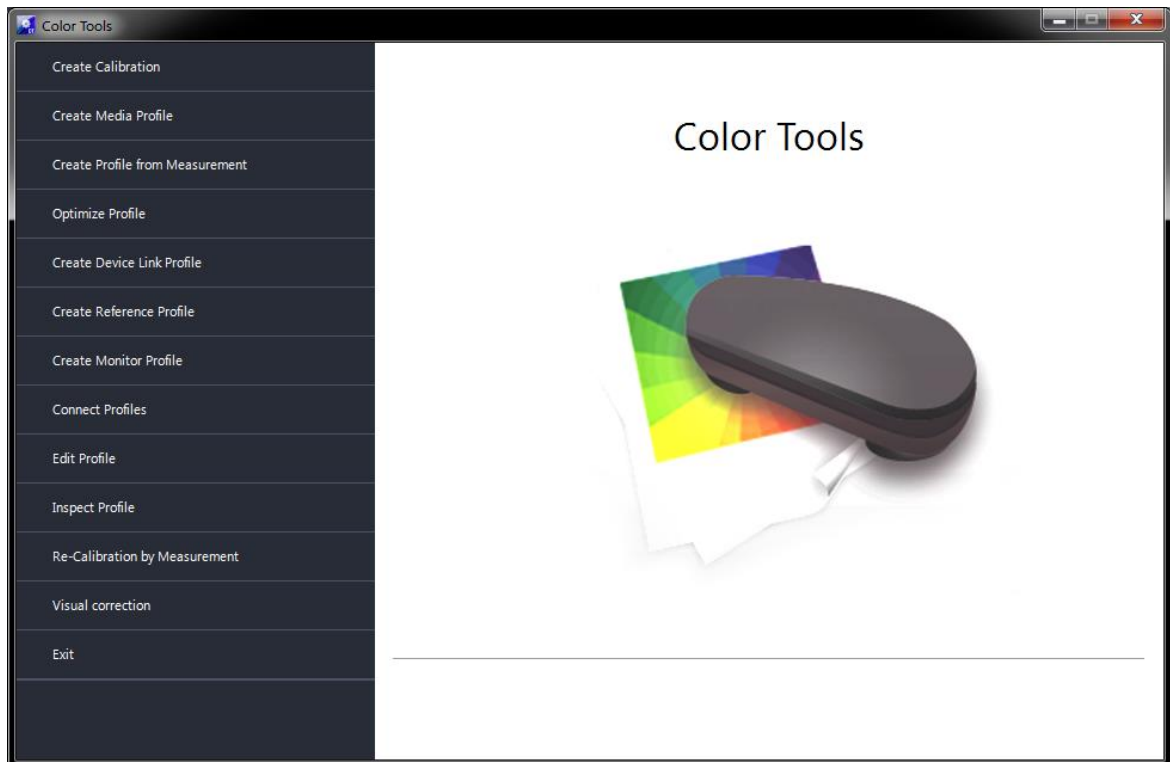 Color Tools
Create Calibration
Create Media Profile
Create Profile from Measurement
Optimize Profile
Create Device Link Profile
Create Reference Profile
Create Monitor Profile
Connect Profiles
Edit Profile
Inspect Profile
Re-Calibration by Measurement
Visual correction
Exit
Color Tools